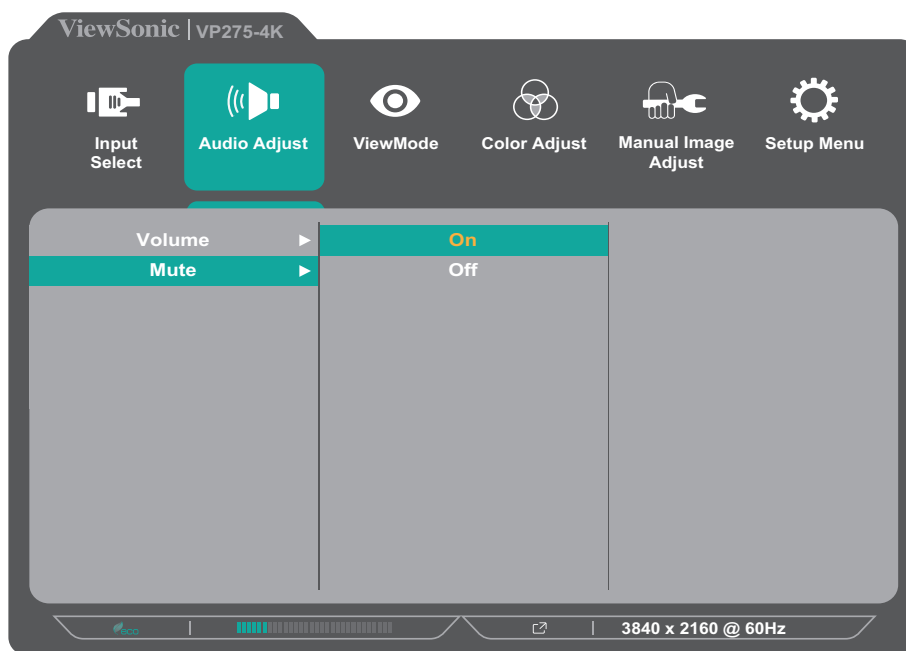 ViewSonic | VP275-4K
Input Select
Audio Adjust
ViewMode
Color Adjust
Manual Image Adjust
Setup Menu
Volume
On
Mute
Off
eco
3840 x 2160 @ 60Hz